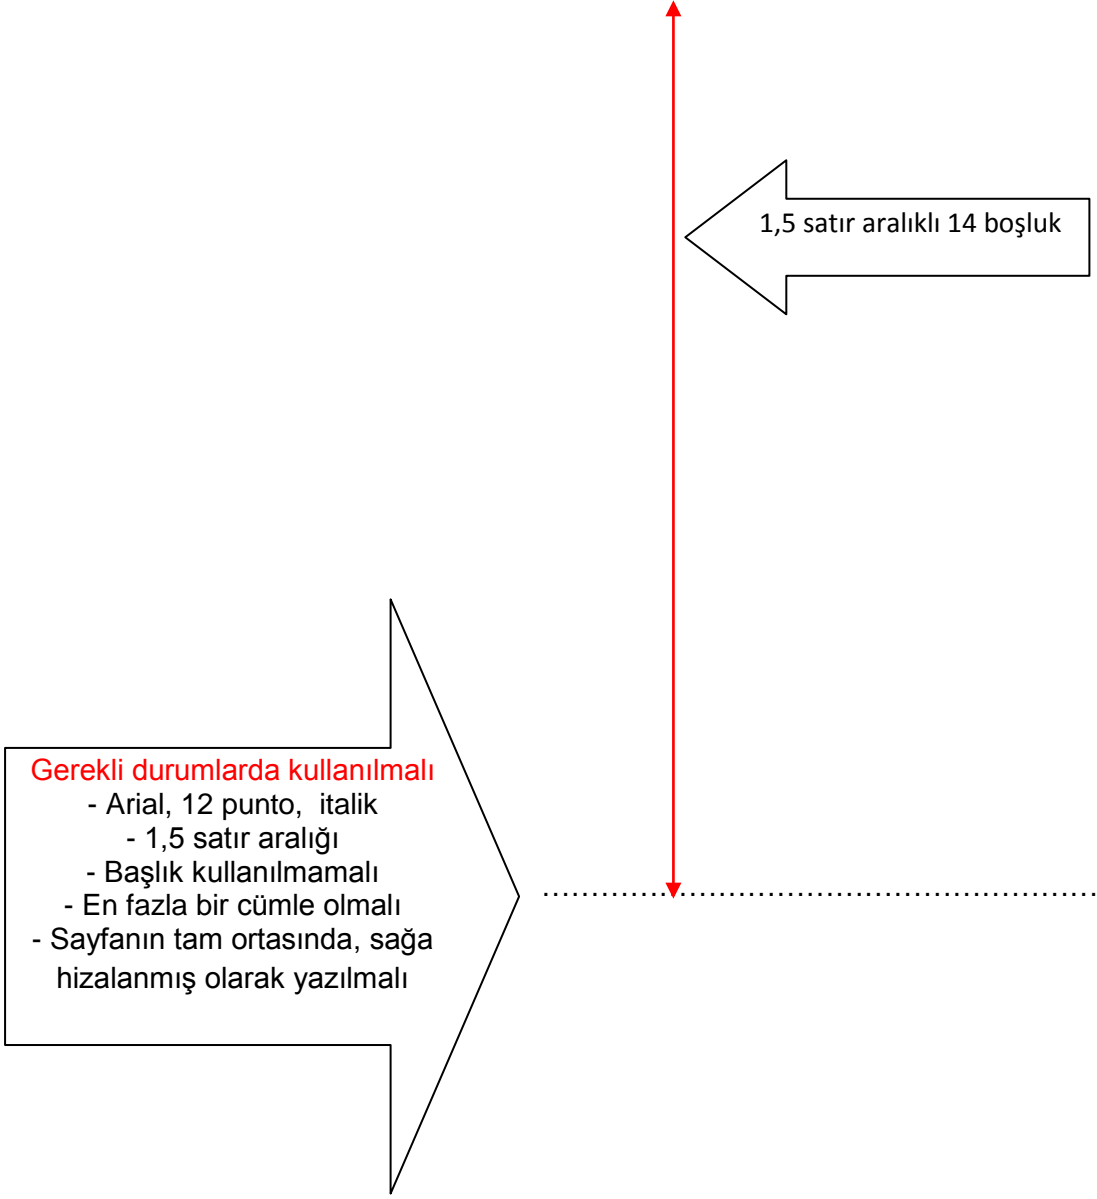 1,5 satır aralıklı 14 boşluk
Gerekli durumlarda kullanılmalı
- Arial, 12 punto,  italik
- 1,5 satır aralığı
- Başlık kullanılmamalı
- En fazla bir cümle olmalı
- Sayfanın tam ortasında, sağa
hizalanmış olarak yazılmalı